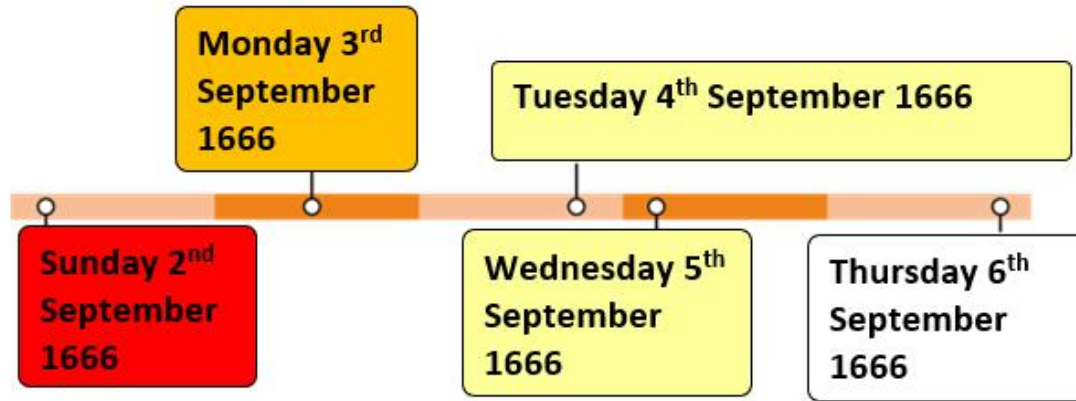 Monday 3rd
September
1666
Tuesday 4th September 1666
Sunday 2nd
September
1666
Wednesday 5th
September
1666
Thursday 6th
September
1666